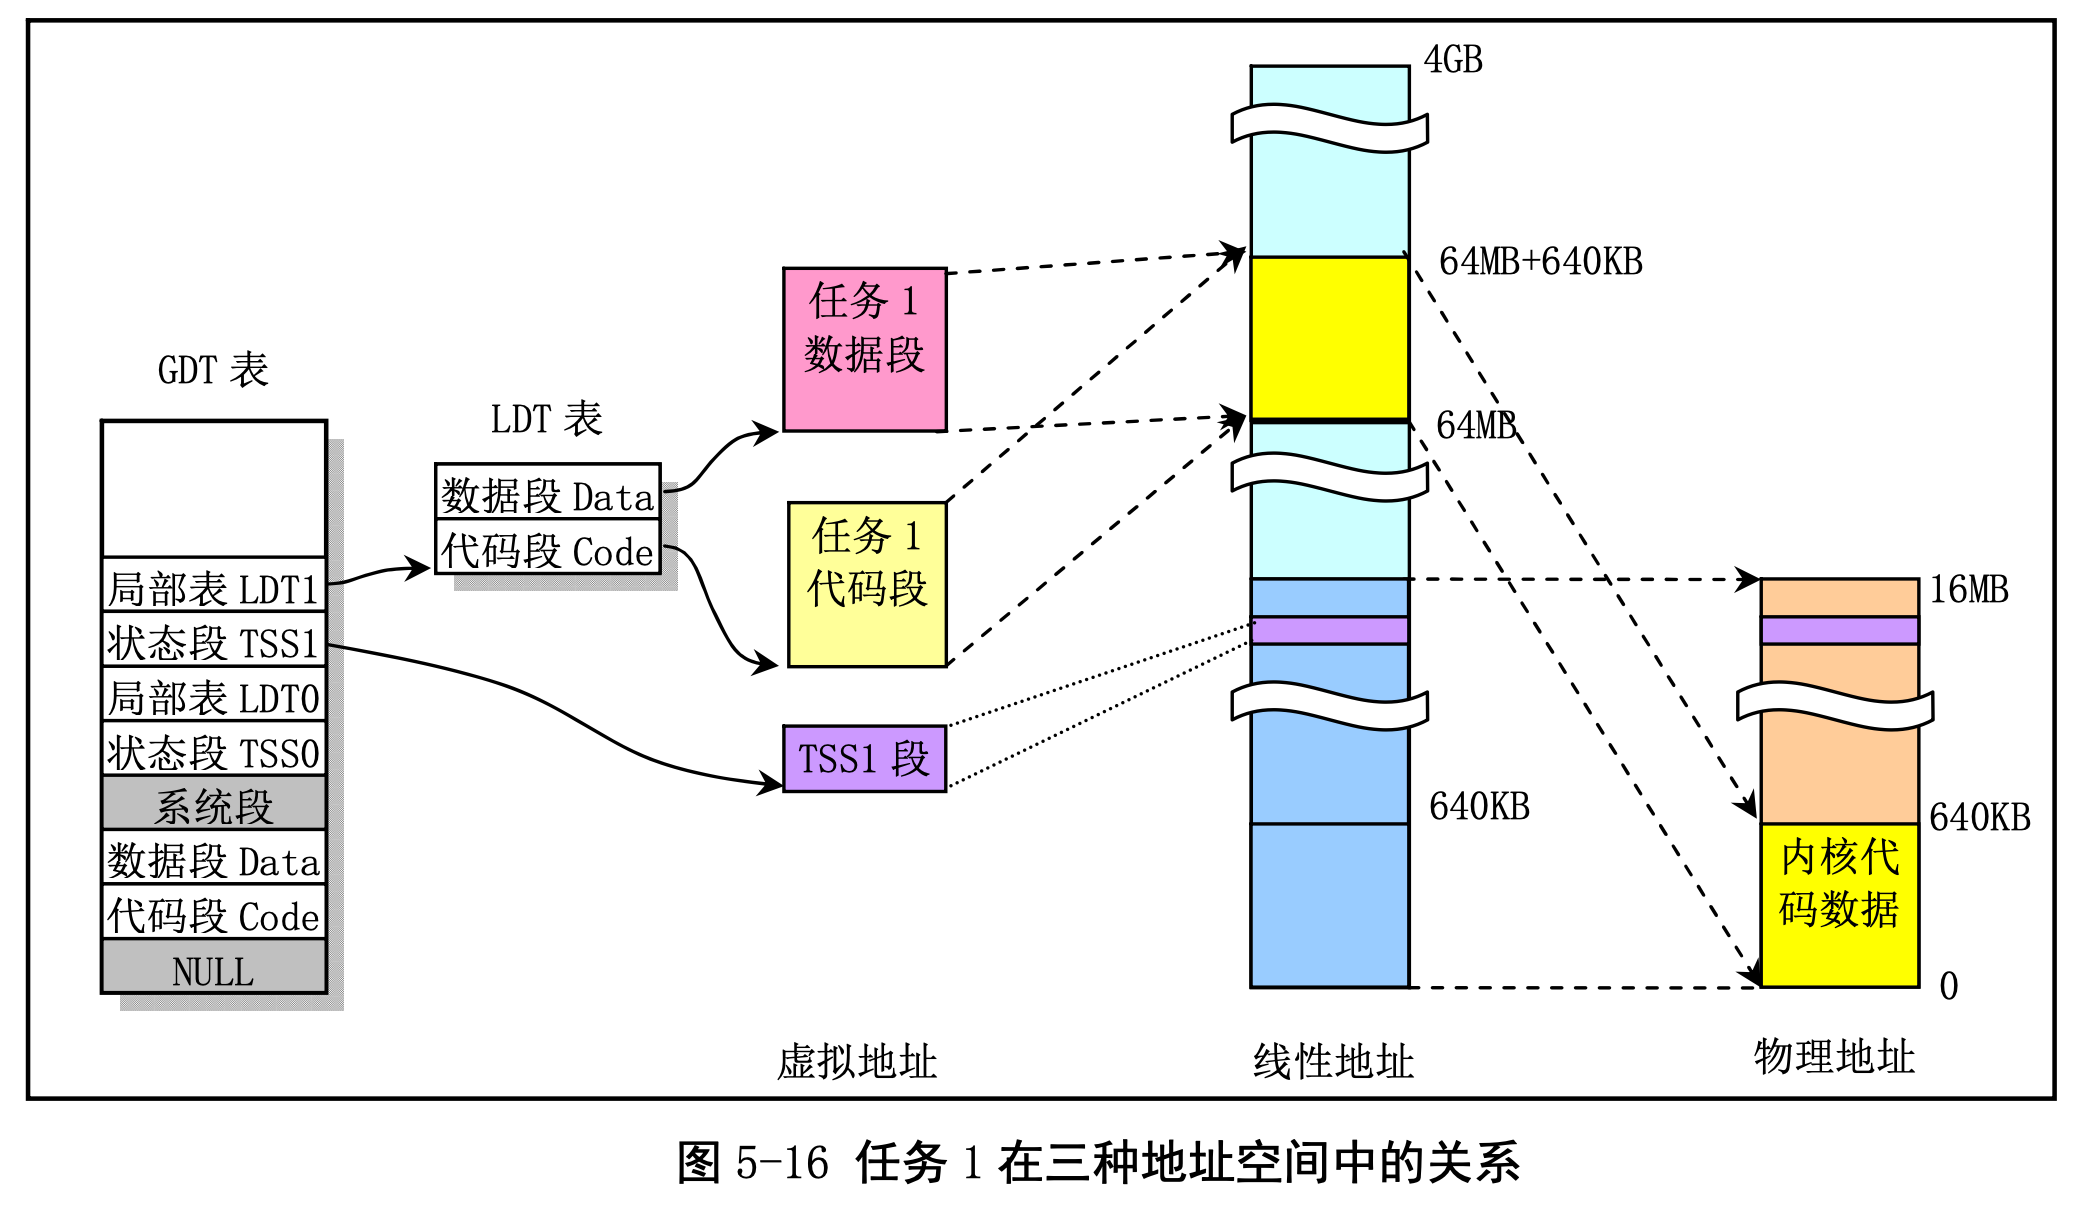 4GB
64MB+640KB
任务 1
数据段
GDT 表
LDT 表
64MB
数据段 Data
代码段 Code
任务 1
代码段
局部表 LDT1
状态段 TSS1
局部表 LDT0
状态段 TSS0
系统段
数据段 Data
代码段 Code
NULL
TSS1 段
16MB
640KB
640KB
内核代
码数据
0
虚拟地址
线性地址
物理地址
图 5-16 任务 1 在三种地址空间中的关系